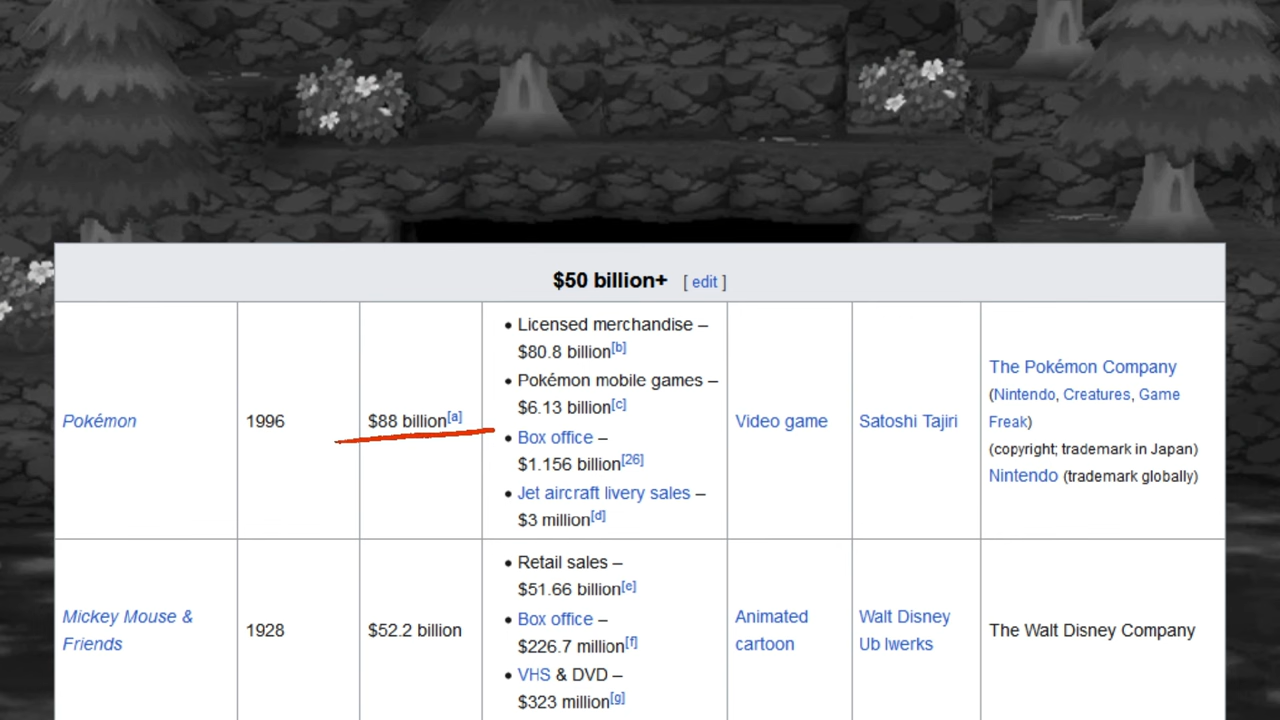 $50 billion+ [ edit ]
Pokémon
1996
$88 billion[a]
• Licensed merchandise –
$80.8 billion[b]
• Pokémon mobile games –
$6.13 billion[c]
• Box office –
$1.156 billion[26]
• Jet aircraft livery sales –
$3 million[d]
Video game
Satoshi Tajiri
The Pokémon Company
(Nintendo, Creatures, Game
Freak)
(copyright; trademark in Japan)
Nintendo (trademark globally)
Mickey Mouse &
Friends
1928
$52.2 billion
• Retail sales –
$51.66 billion[e]
• Box office –
$226.7 million[f]
• VHS & DVD –
$323 million[g]
Animated
cartoon
Walt Disney
Ub Iwerks
The Walt Disney Company